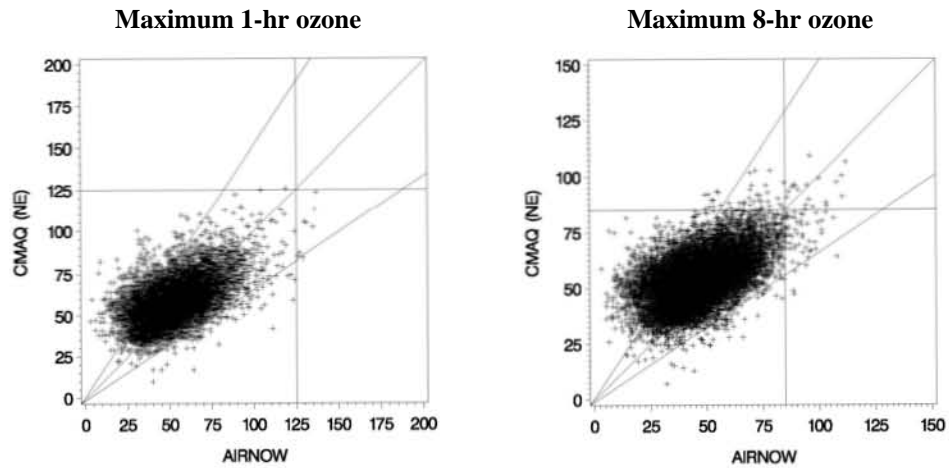 Maximum 1-hr ozone
200
175
150
125
100
75
50
25
0
CMAQ (NE)
0 25 50 75 100 125 150 175 200
AIRNOW
Maximum 8-hr ozone
150
125
100
75
50
25
0
CMAQ (NE)
0 25 50 75 100 125 150
AIRNOW